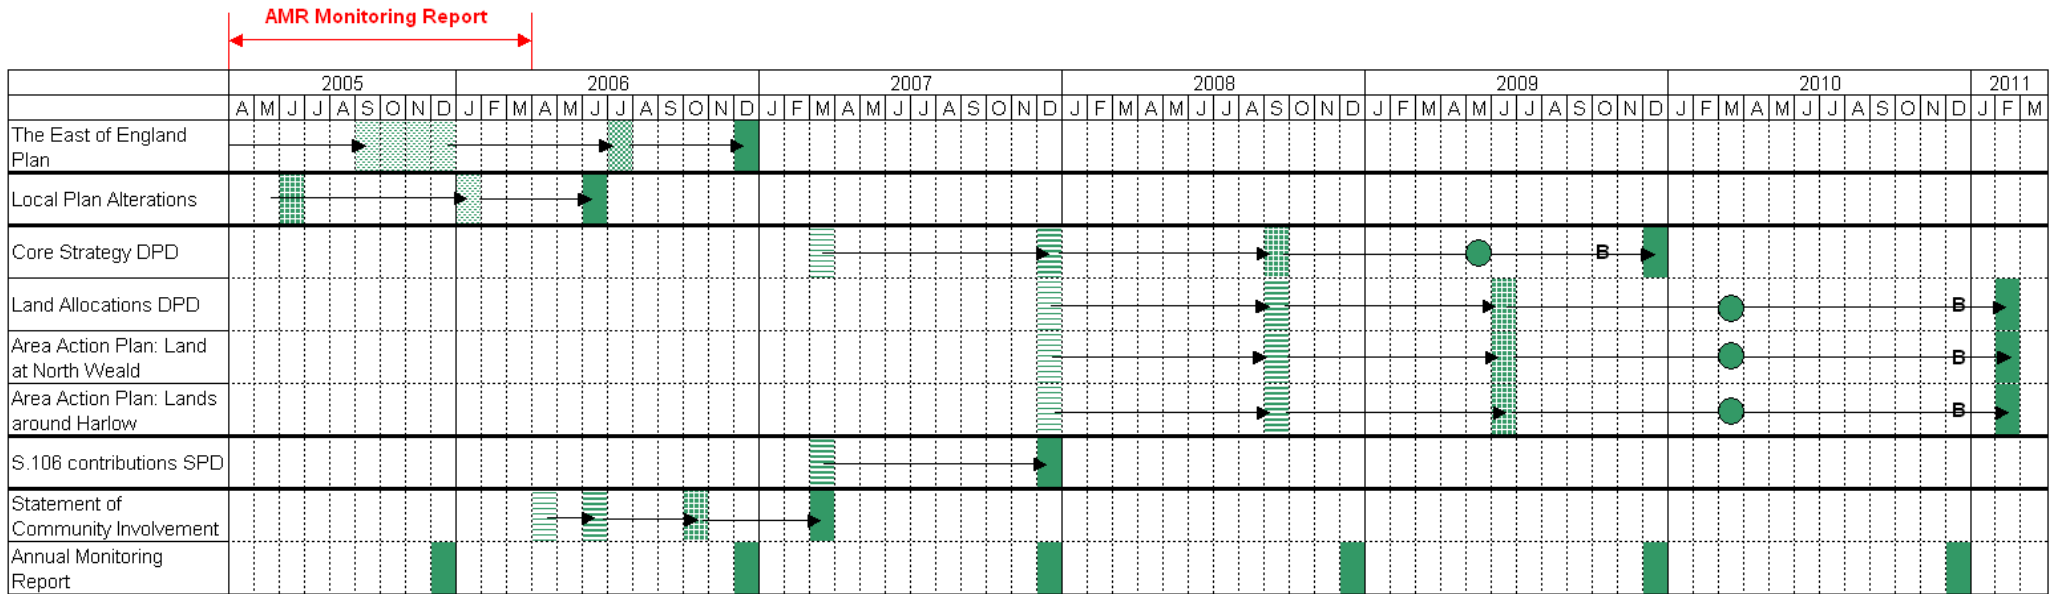 AMR Monitoring Report
2005 2006 2007 2008 2009 2010 2011
A M J J A S O N D J F M A M J J A S O N D J F M A M J J A S O N D J F M A M J J A S O N D J F M A M J J A S O N D J F M A M J J A S O N D J F M
The East of England
Plan
Local Plan Alterations
Core Strategy DPD B
Land Allocations DPD B
Area Action Plan: Land
at North Weald B
Area Action Plan: Lands
around Harlow B
S.106 contributions SPD
Statement of
Community Involvement
Annual Monitoring
Report